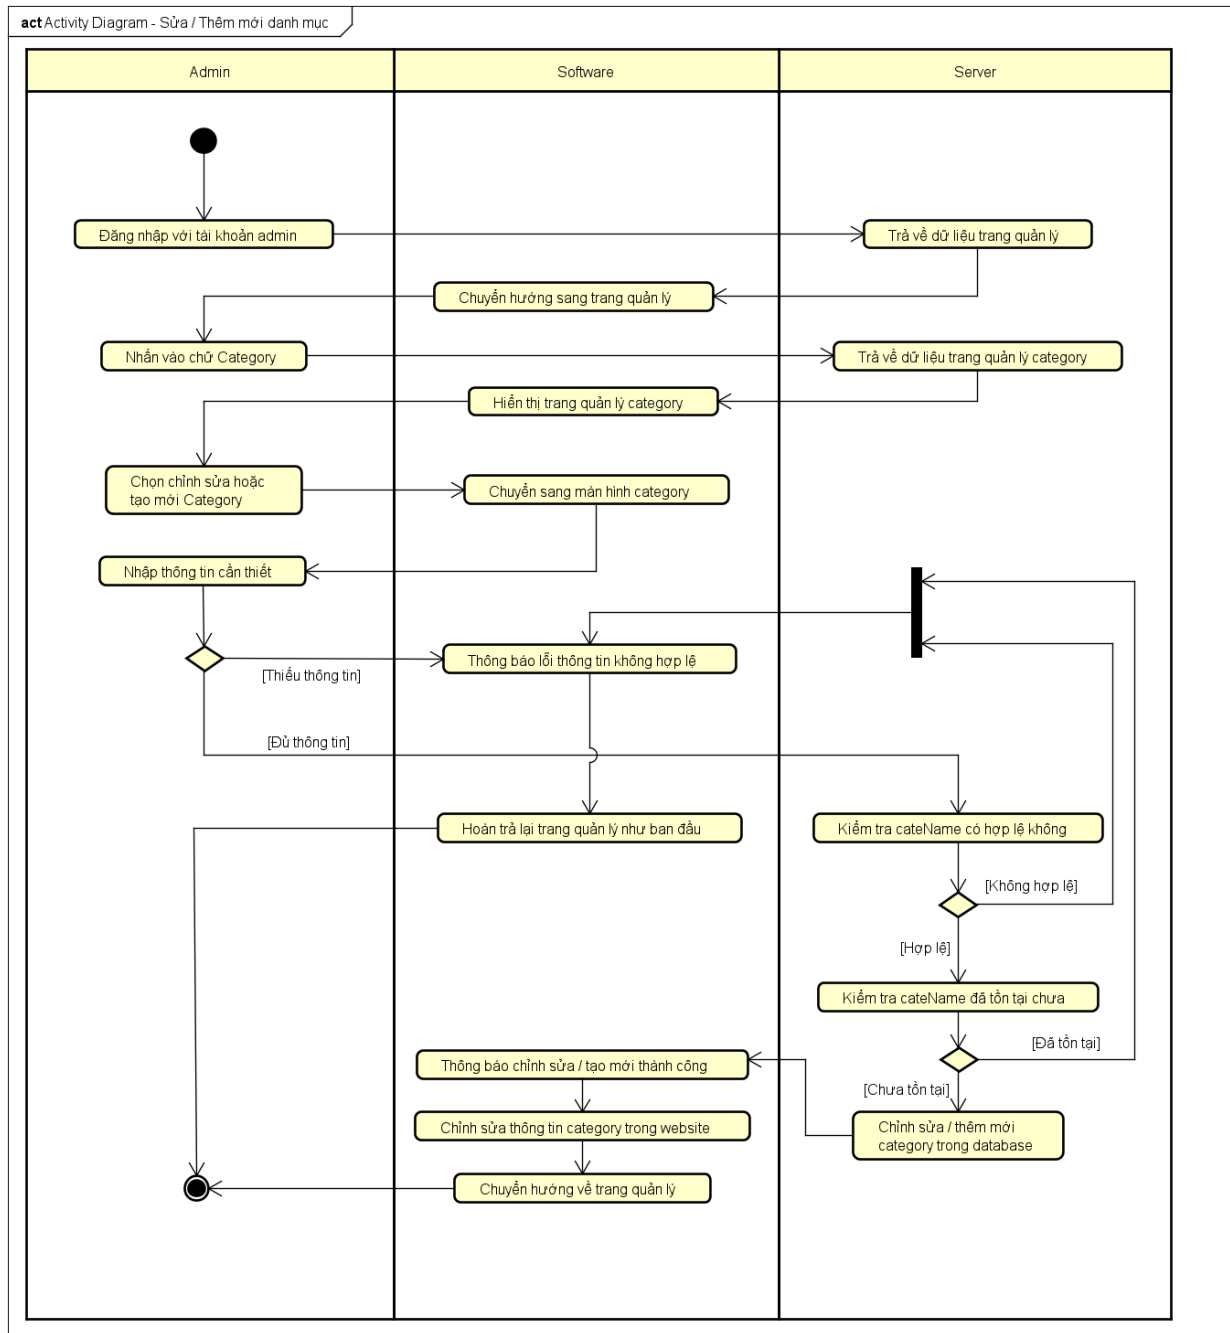 act Activity Diagram - Sửa / Thêm mới danh mục
Admin
Software
Server
Đăng nhập với tài khoản admin
Trả về dữ liệu trang quản lý
Chuyển hướng sang trang quản lý
Nhấn vào chữ Category
Trả về dữ liệu trang quản lý category
Hiển thị trang quản lý category
Chọn chỉnh sửa hoặc
tạo mới Category
Chuyển sang màn hình category
Nhập thông tin cần thiết
Thông báo lỗi thông tin không hợp lệ
[Thiếu thông tin]
[Đủ thông tin]
Hoàn trả lại trang quản lý như ban đầu
Kiểm tra cateName có hợp lệ không
[Không hợp lệ]
[Hợp lệ]
Kiểm tra cateName đã tồn tại chưa
[Đã tồn tại]
Thông báo chỉnh sửa / tạo mới thành công
[Chưa tồn tại]
Chỉnh sửa thông tin category trong website
Chỉnh sửa / thêm mới
category trong database
Chuyển hướng về trang quản lý